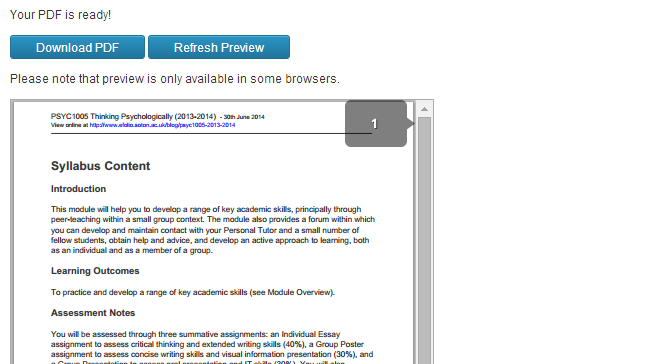 Your PDF is ready!
Download PDF Refresh Preview
Please note that preview is only available in some browsers.
PSYC1005 Thinking Psychologically (2013-2014) - 30th June 2014
View online at http://www.efolio.soton.ac.uk/blog/psyc1005-2013-2014
1
Syllabus Content
Introduction
This module will help you to develop a range of key academic skills, principally through
peer-teaching within a small group context. The module also provides a forum within which
you can develop and maintain contact with your Personal Tutor and a small number of
fellow students, obtain help and advice, and develop an active approach to learning, both
as an individual and as a member of a group.
Learning Outcomes
To practice and develop a range of key academic skills (see Module Overview).
Assessment Notes
You will be assessed through three summative assignments: an Individual Essay
assignment to assess critical thinking and extended writing skills (40%), a Group Poster
assignment to assess concise writing skills and visual information presentation (30%), and